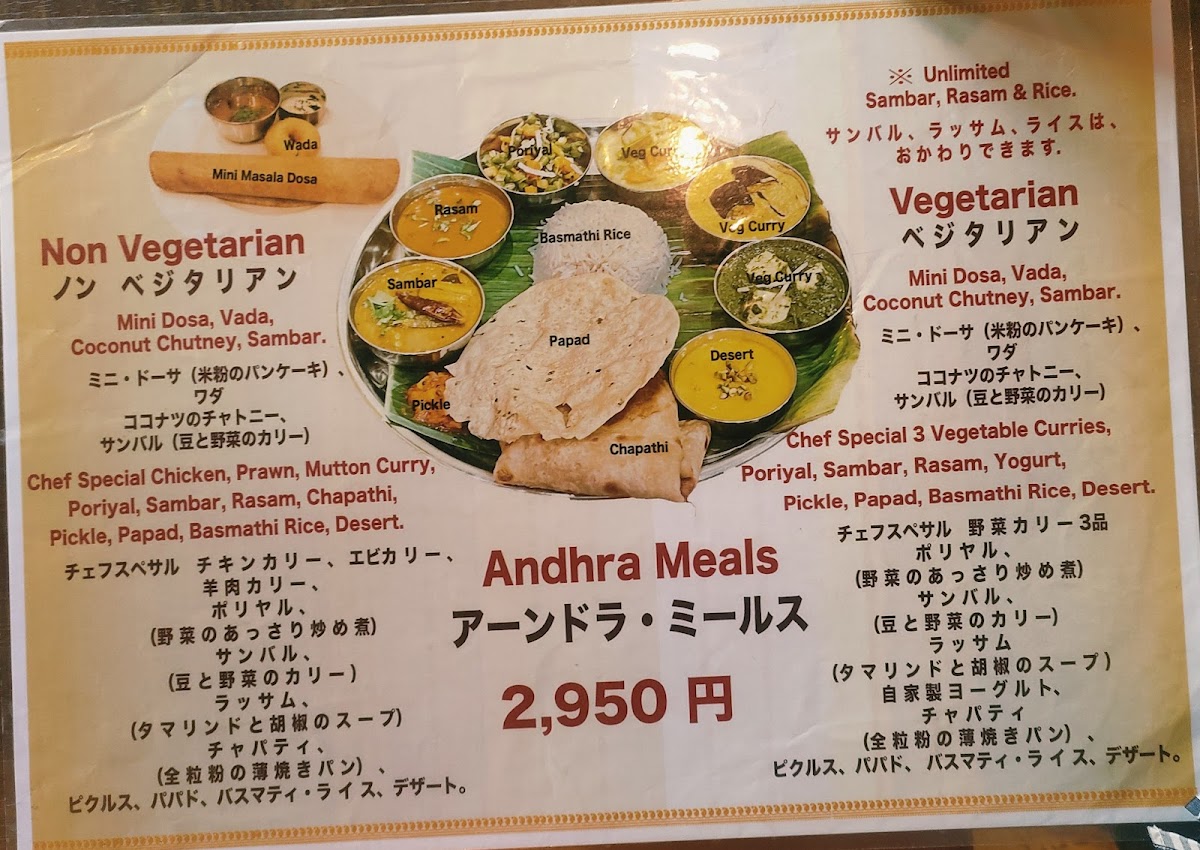 ※ Unlimited
Sambar, Rasam & Rice.
サンバル、ラッサム、ライスは、
おかわりできます.
Wada
Mini Masala Dosa
Poriyal
Veg Curry
Rasam
Basmathi Rice
Veg Curry
Sambar
Veg Curry
Papad
Desert
Pickle
Chapathi
Non Vegetarian
ノン ベジタリアン
Mini Dosa, Vada,
Coconut Chutney, Sambar.
ミニ・ドーサ（米粉のパンケーキ）、
ワダ
ココナツのチャトニー、
サンバル（豆と野菜のカリー）
Chef Special Chicken, Prawn, Mutton Curry,
Poriyal, Sambar, Rasam, Chapathi,
Pickle, Papad, Basmathi Rice, Desert.
チェフスペサル チキンカリー、エビカリー、
羊肉カリー、
ポリヤル、
(野菜のあっさり炒め煮)
サンバル、
(豆と野菜のカリー)
ラッサム、
(タマリンドと胡椒のスープ)
チャパティ、
(全粒粉の薄焼きパン) 、
ピクルス、パパド、バスマティ・ライス、デザート。
Andhra Meals
アーンドラ・ミールス
2,950 円
Vegetarian
ベジタリアン
Mini Dosa, Vada,
Coconut Chutney, Sambar.
ミニ・ドーサ（米粉のパンケーキ）、
ワダ
ココナツのチャトニー、
サンバル（豆と野菜のカリー）
Chef Special 3 Vegetable Curries,
Poriyal, Sambar, Rasam, Yogurt,
Pickle, Papad, Basmathi Rice, Desert.
チェフスペサル 野菜カリー3品
ポリヤル、
(野菜のあっさり炒め煮)
サンバル、
(豆と野菜のカリー)
ラッサム
(タマリンドと胡椒のスープ)
自家製ヨーグルト、
チャパティ
(全粒粉の薄焼きパン) 、
ピクルス、パパド、バスマティ・ライス、デザート。